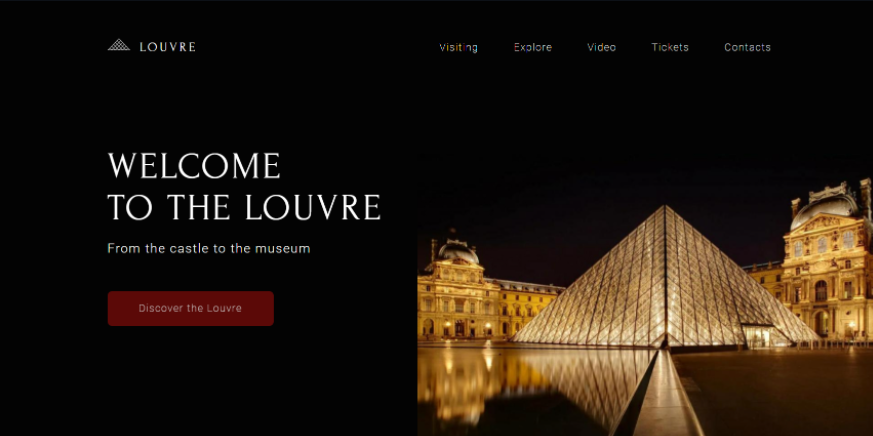 LOUVRE
Visiting Explore Video Tickets Contacts
WELCOME
TO THE LOUVRE
From the castle to the museum
Discover the Louvre